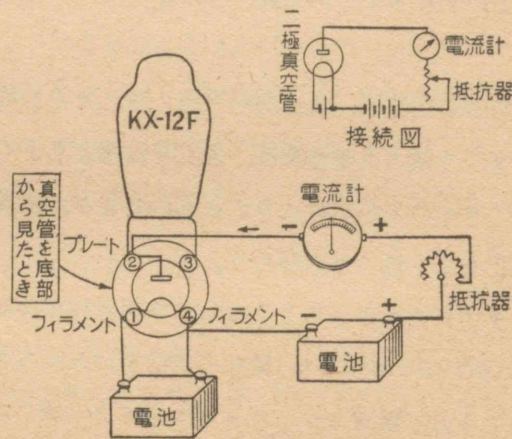 二極真空管
電流計
抵抗器
接続図
KX-12F
真空管を底部
から見たとき
プレート
② ③
① ④
フィラメント
フィラメント
電流計
− +
抵抗器
− +
電池
電池